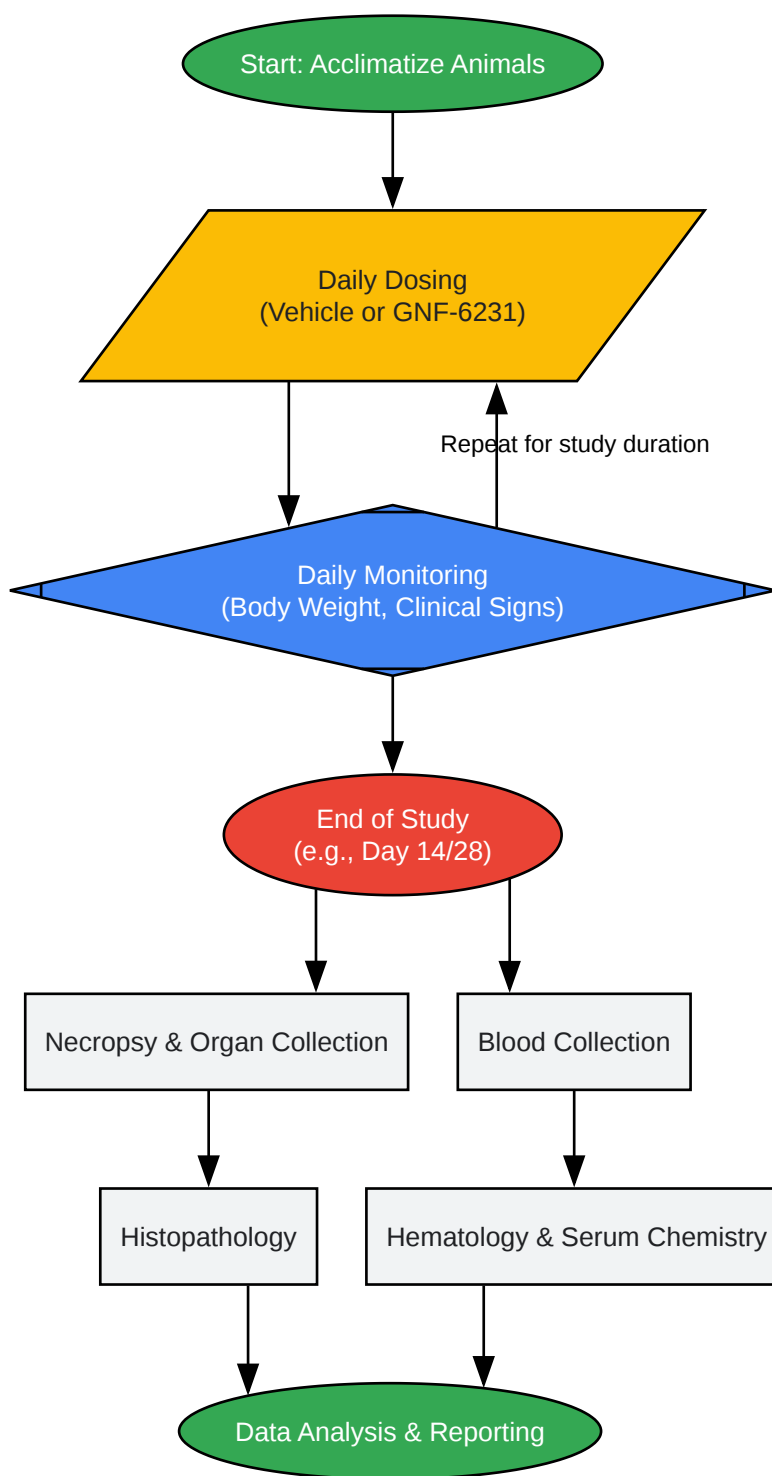 Start: Acclimatize Animals
Daily Dosing
(Vehicle or GNF-6231)
Repeat for study duration
Daily Monitoring
(Body Weight, Clinical Signs)
End of Study
(e.g., Day 14/28)
Necropsy & Organ Collection
Blood Collection
Histopathology
Hematology & Serum Chemistry
Data Analysis & Reporting